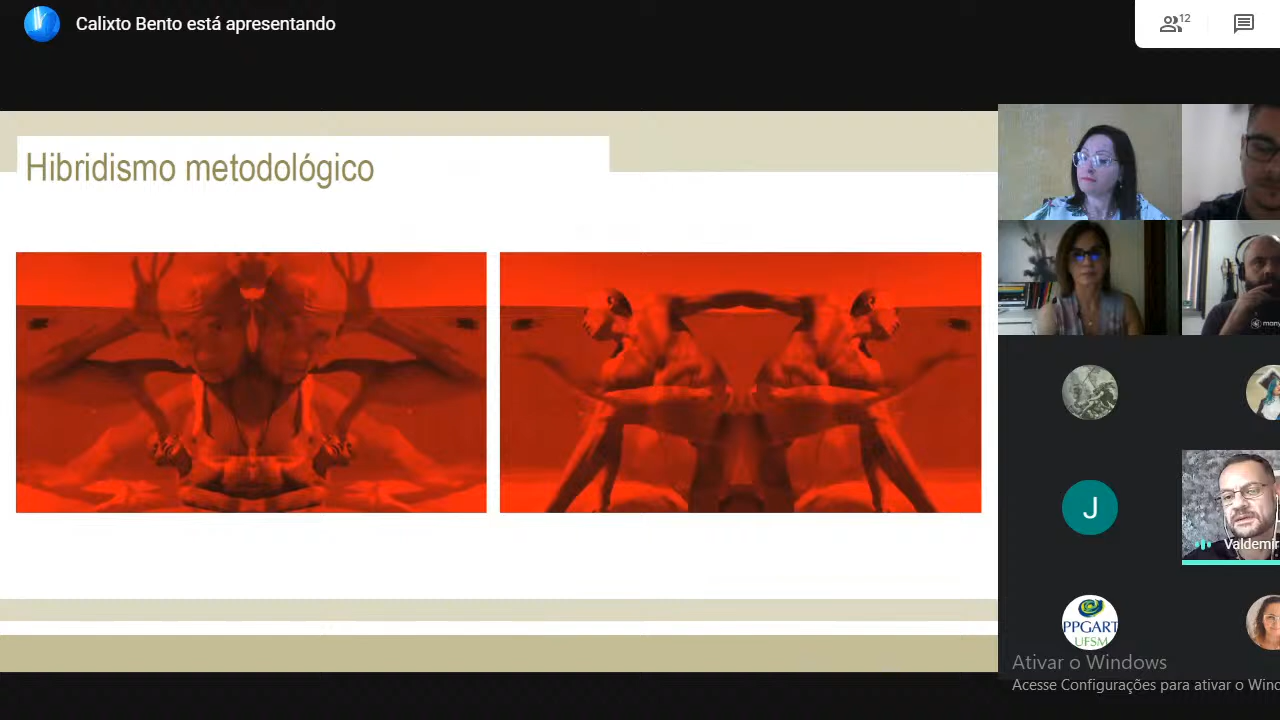 Calixto Bento está apresentando
12
Hibridismo metodológico
J
Valdemir
PPGART
UFSM
Ativar o Windows
Acesse Configurações para ativar o Wind